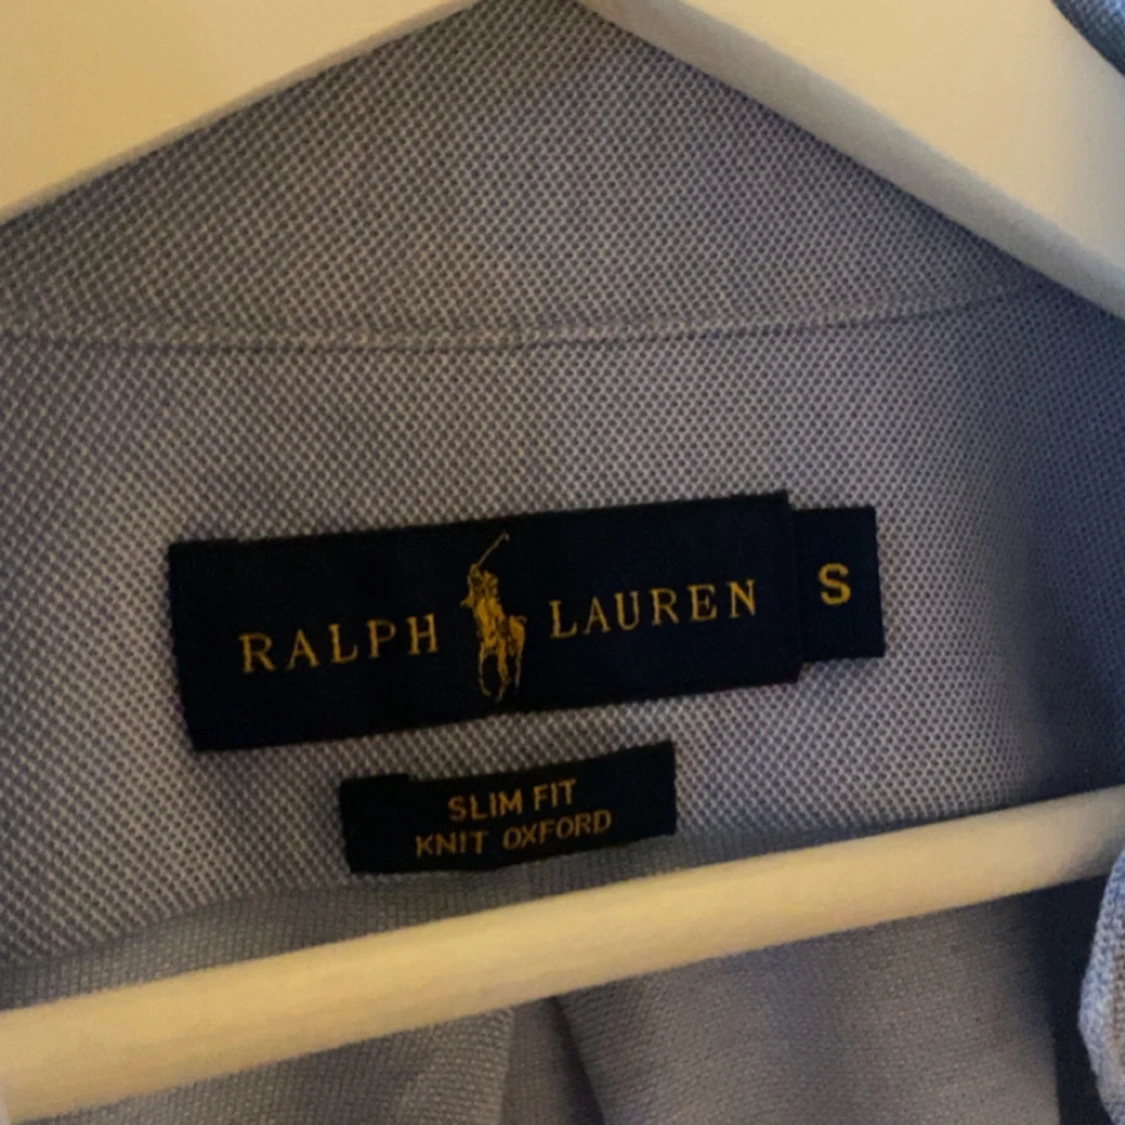 RALPH LAUREN S
SLIM FIT
KNIT OXFORD